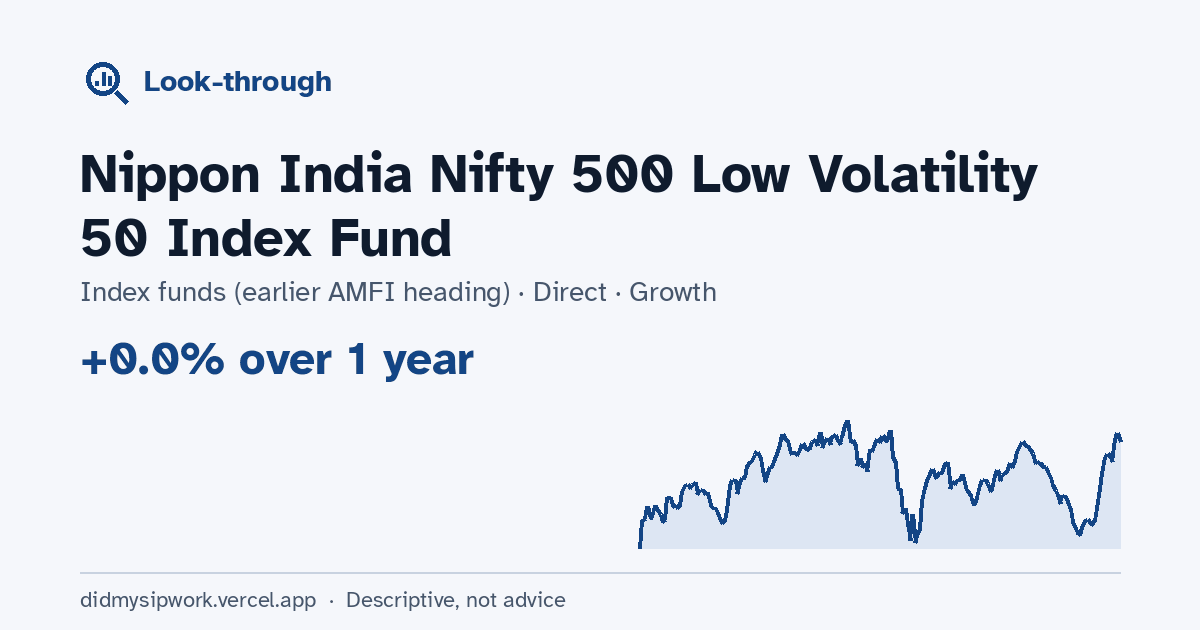 Look-through
Nippon India Nifty 500 Low Volatility
50 Index Fund
Index funds (earlier AMFI heading) · Direct · Growth
+0.0% over 1 year
didmysipwork.vercel.app · Descriptive, not advice